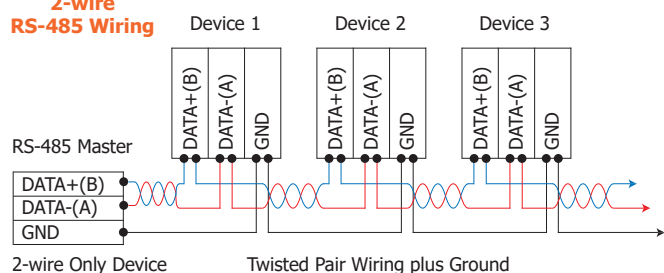 2-wire
RS-485 Wiring
Device 1
Device 2
Device 3
DATA+(B)
DATA-(A)
GND
DATA+(B)
DATA-(A)
GND
DATA+(B)
DATA-(A)
GND
RS-485 Master
DATA+(B)
DATA-(A)
GND
2-wire Only Device
Twisted Pair Wiring plus Ground